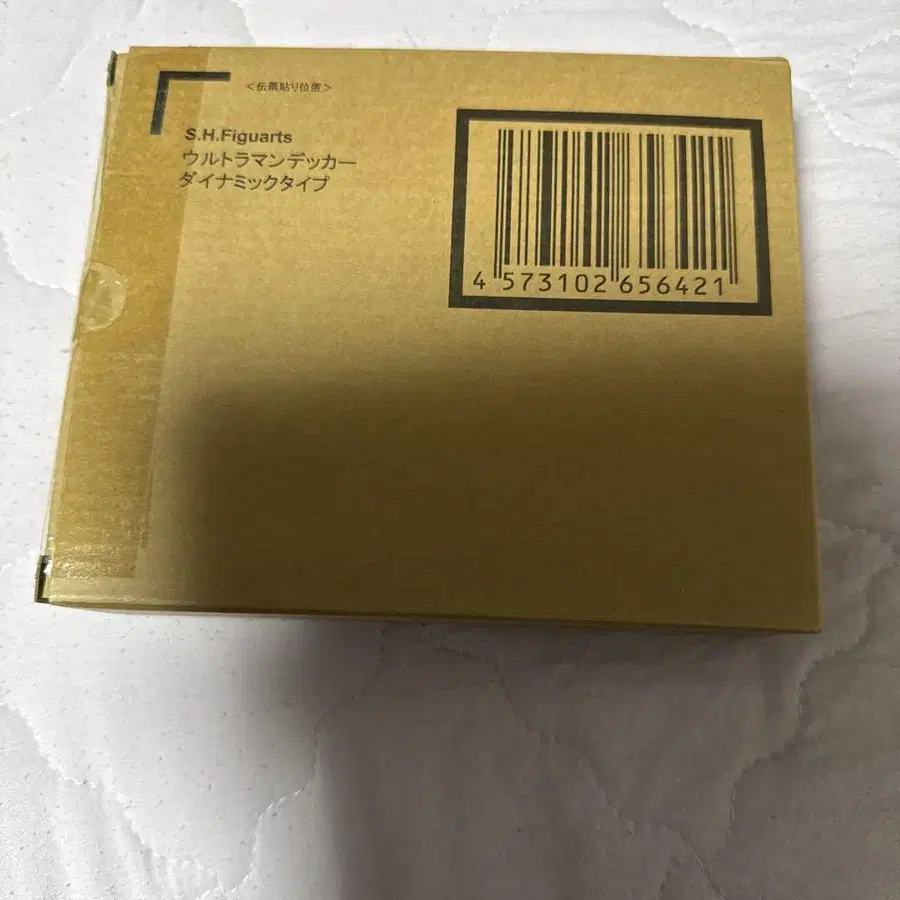 <伝票貼り位置>
S.H.Figuarts
ウルトラマンデッカー
ダイナミックタイプ
4 573102 656421